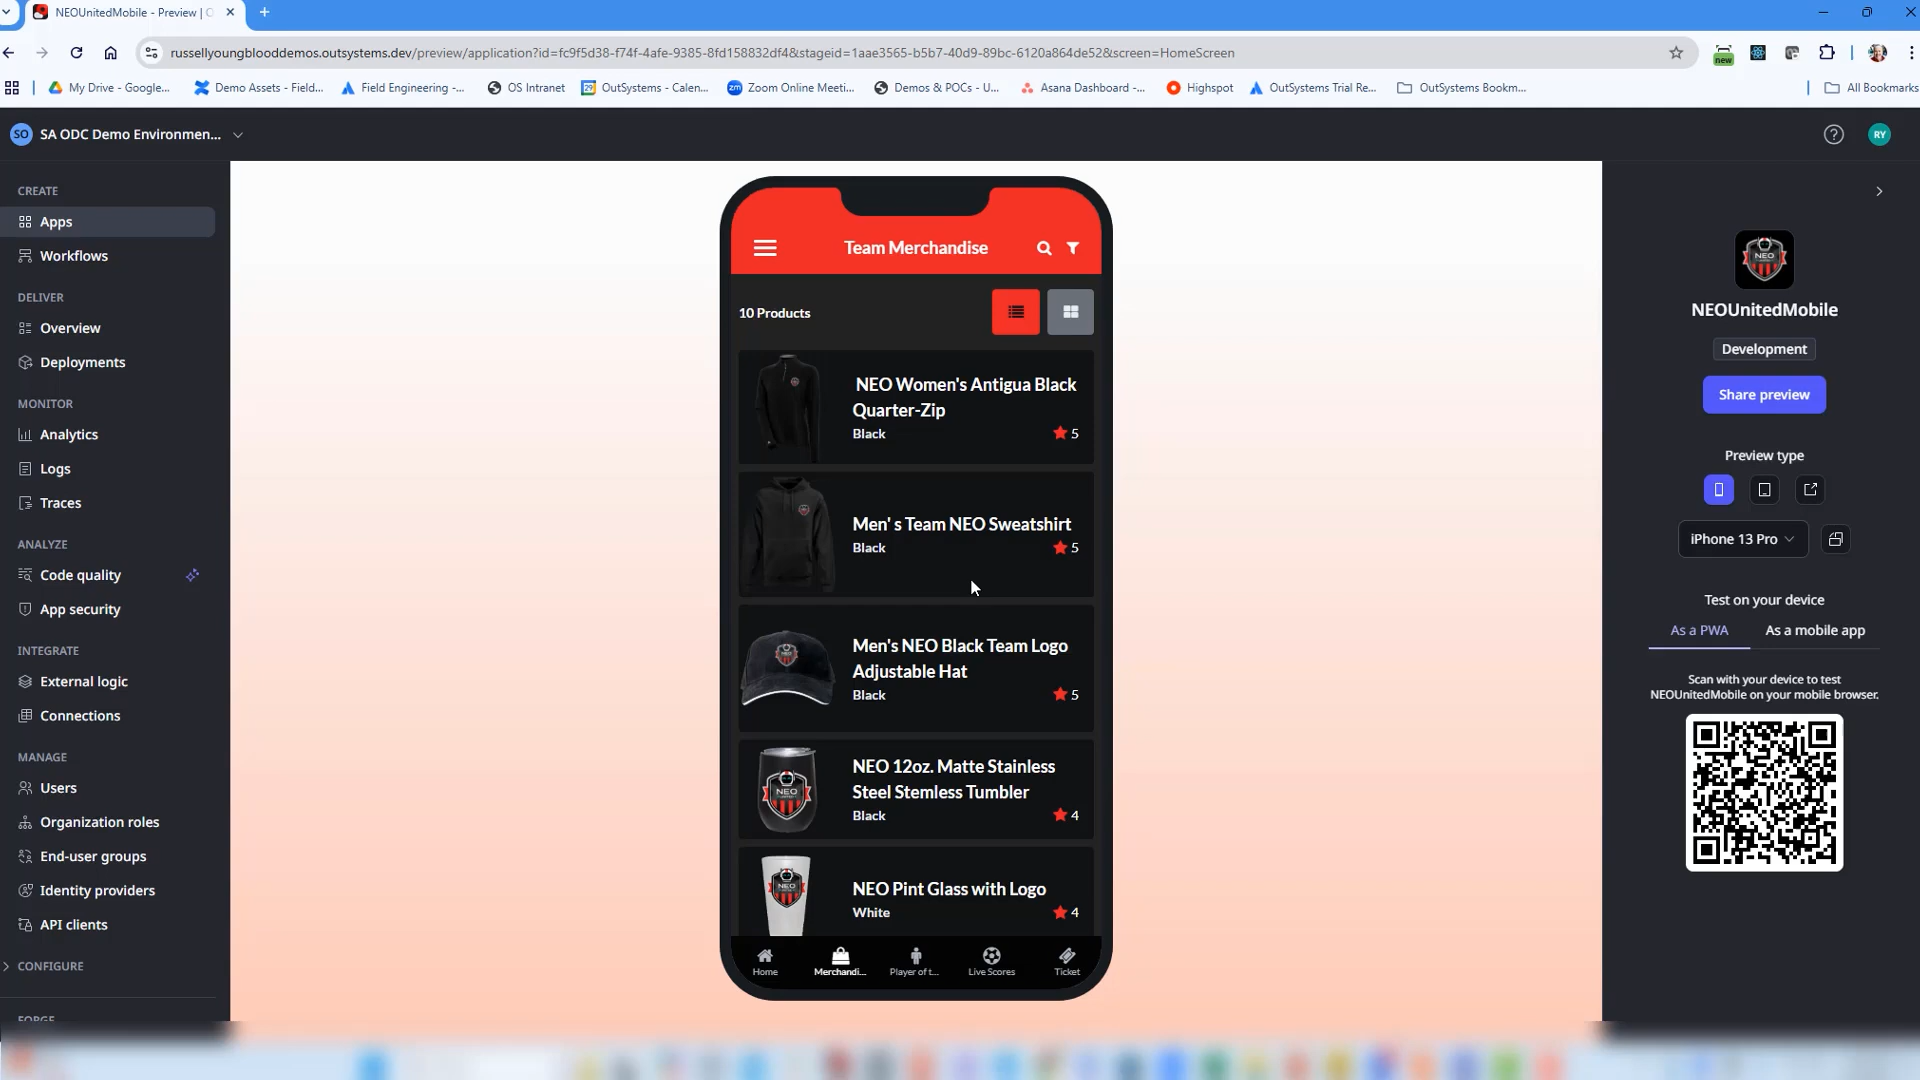 NEOUnitedMobile - Preview | O
russellyoungblooddemos.outsystems.dev/preview/application?id=fc9f5d38-f74f-4afe-9385-8fd158832df4&stageid=1aae3565-b5b7-40d9-89bc-6120a864de52&screen=HomeScreen
new
My Drive - Google...
Demo Assets - Field...
Field Engineering -...
OS Intranet
OutSystems - Calen...
Zoom Online Meeti...
Demos & POCs - U...
Asana Dashboard -...
Highspot
OutSystems Trial Re...
OutSystems Bookm...
All Bookmarks
SO SA ODC Demo Environmen...
RY
CREATE
Apps
Workflows
DELIVER
Overview
Deployments
MONITOR
Analytics
Logs
Traces
ANALYZE
Code quality
App security
INTEGRATE
External logic
Connections
MANAGE
Users
Organization roles
End-user groups
Identity providers
API clients
CONFIGURE
FORGE
Team Merchandise
10 Products
NEO Women's Antigua Black
Quarter-Zip
Black
5
Men' s Team NEO Sweatshirt
Black
5
Men's NEO Black Team Logo
Adjustable Hat
Black
5
NEO 12oz. Matte Stainless
Steel Stemless Tumbler
Black
4
NEO
NEO Pint Glass with Logo
White
4
NEO
Home
Merchandi...
Player of t...
Live Scores
Ticket
NEO
NEOUnitedMobile
Development
Share preview
Preview type
iPhone 13 Pro
Test on your device
As a PWA
As a mobile app
Scan with your device to test
NEOUnitedMobile on your mobile browser.